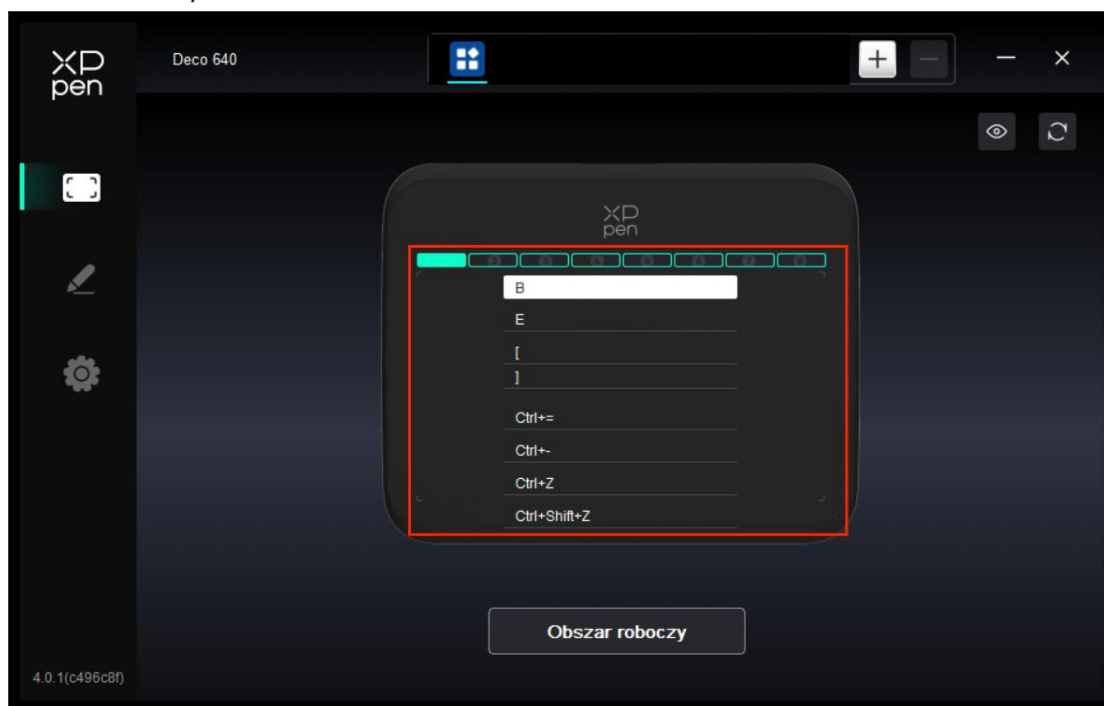 XP
pen
Deco 640
XP
pen
B
E
[
]
Ctrl+=
Ctrl+-
Ctrl+Z
Ctrl+Shift+Z
Obszar roboczy
4.0.1(c496c8f)